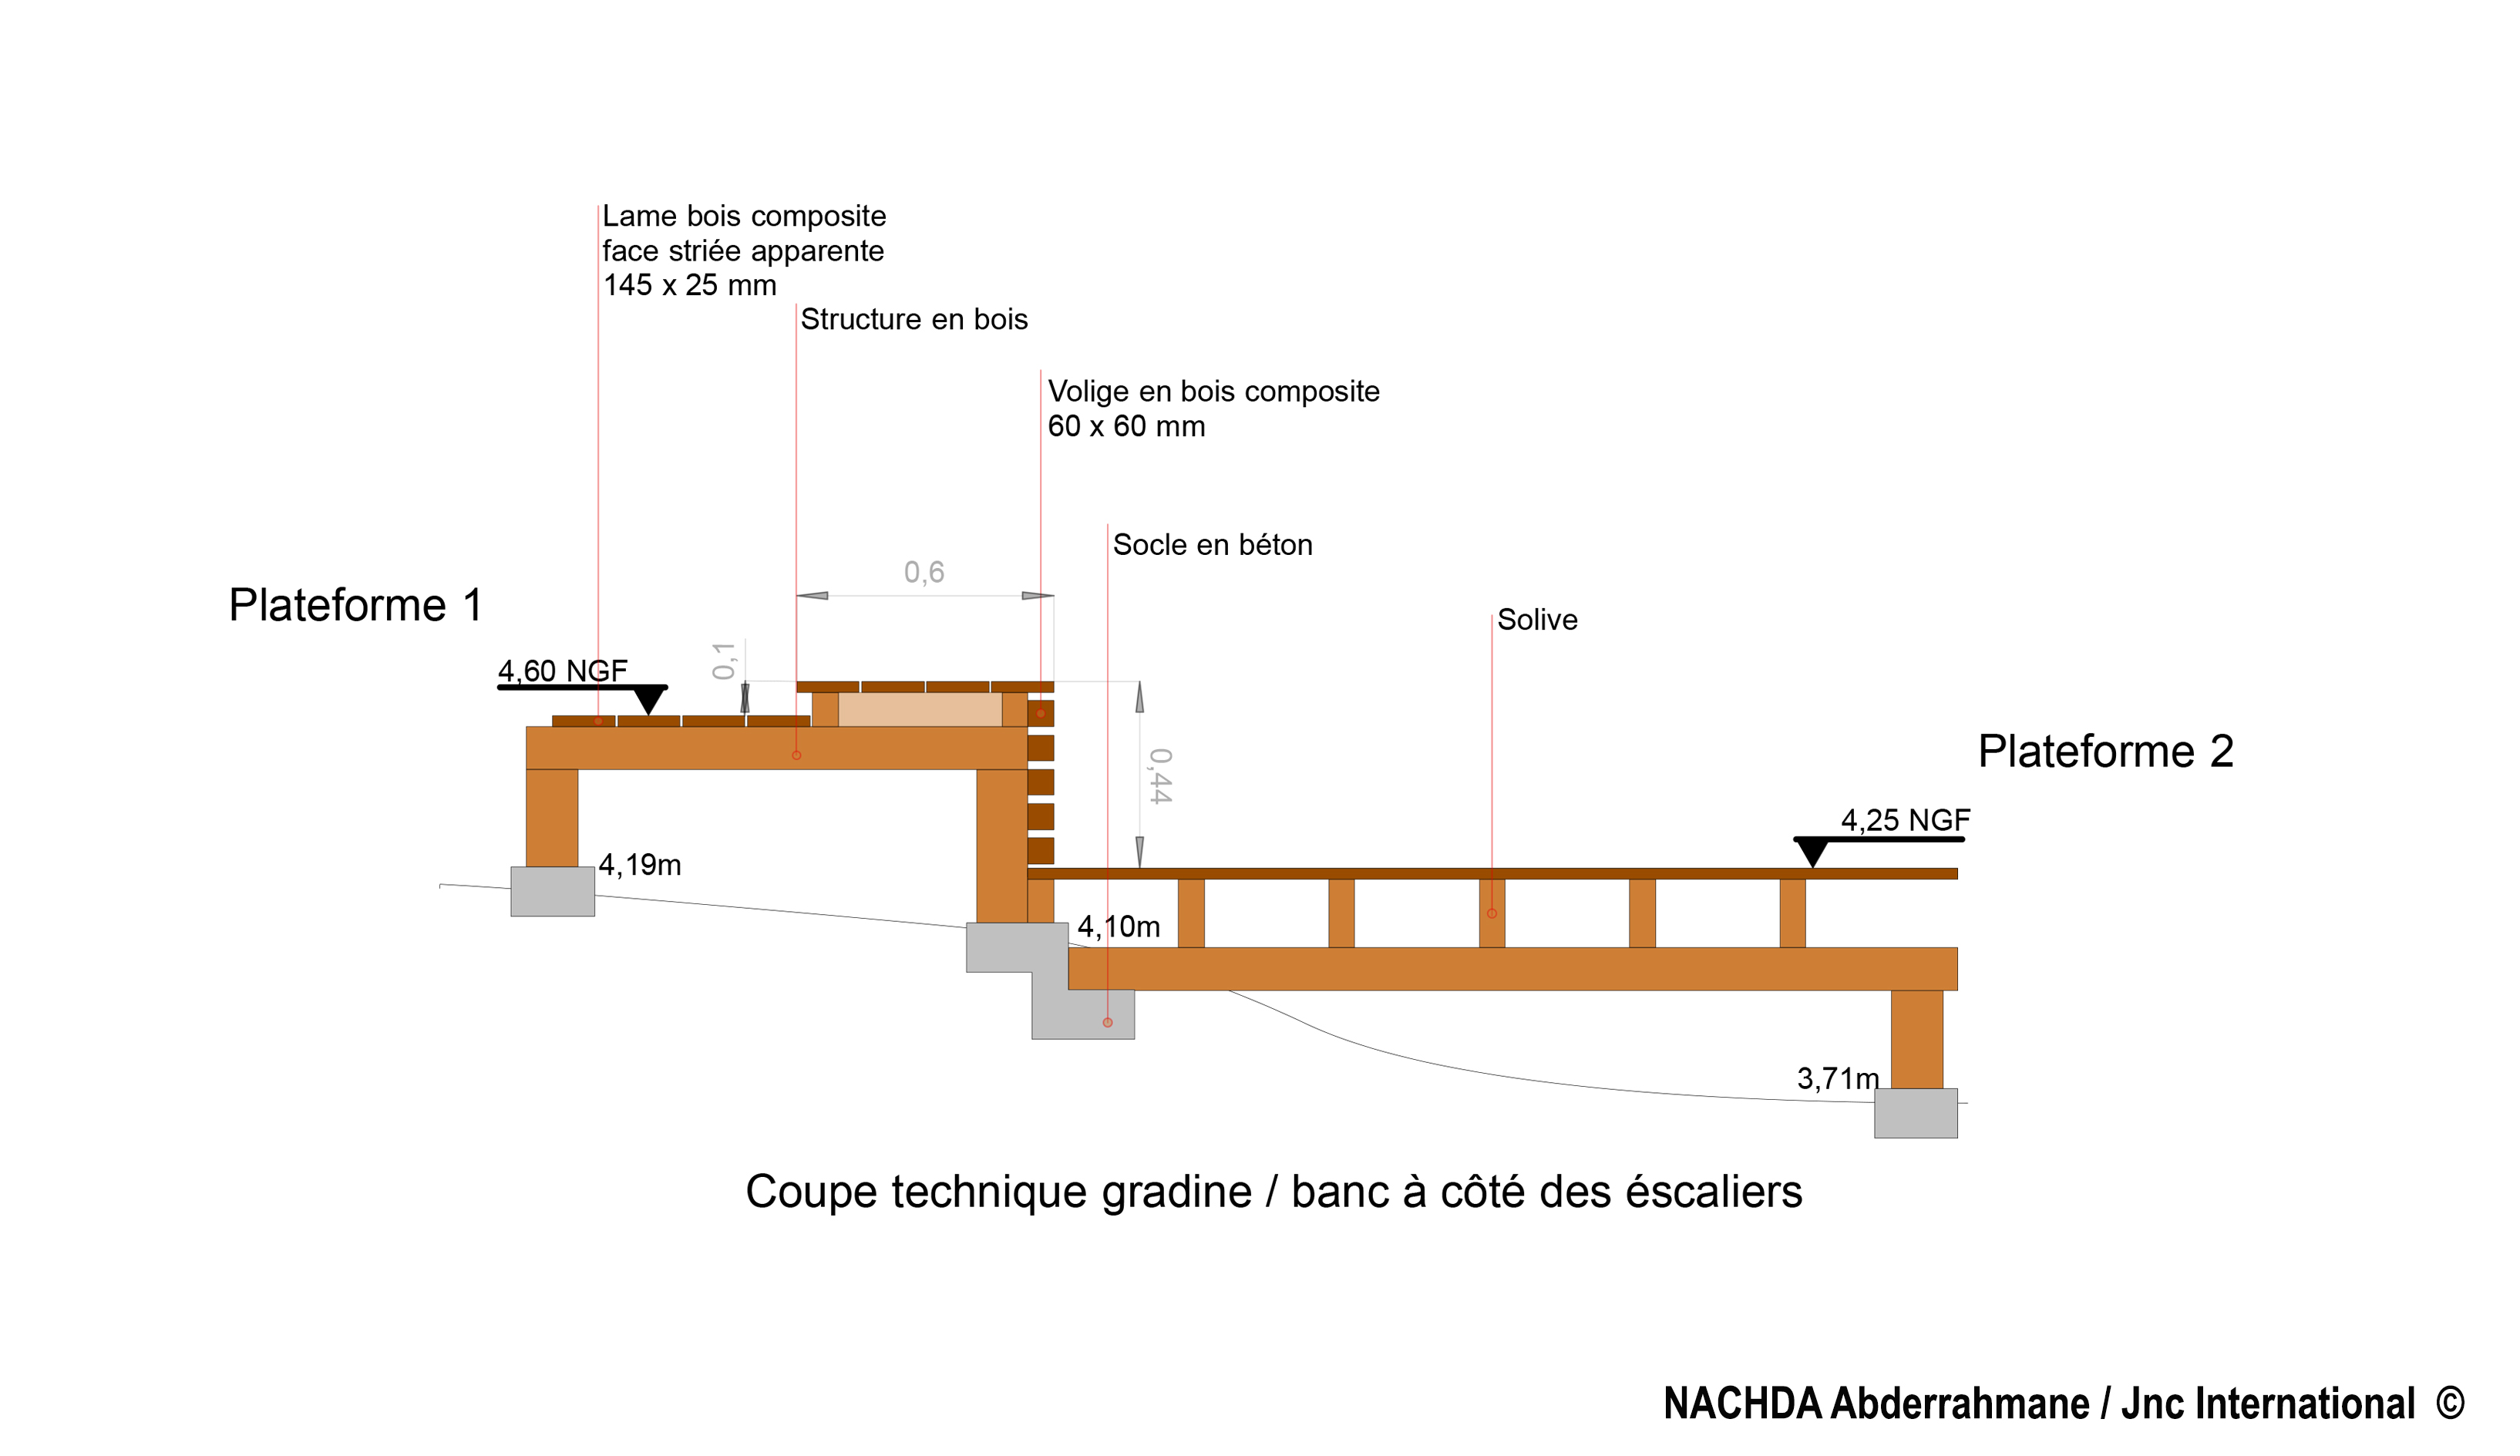 Lame bois composite
face striée apparente
145 x 25 mm
Structure en bois
Volige en bois composite
60 x 60 mm
Socle en béton
0,6
Plateforme 1
Solive
0,1
4,60 NGF
Plateforme 2
0,44
4,25 NGF
4,19m
4,10m
3,71m
Coupe technique gradine / banc à côté des éscaliers
NACHDA Abderrahmane / Jnc International ©